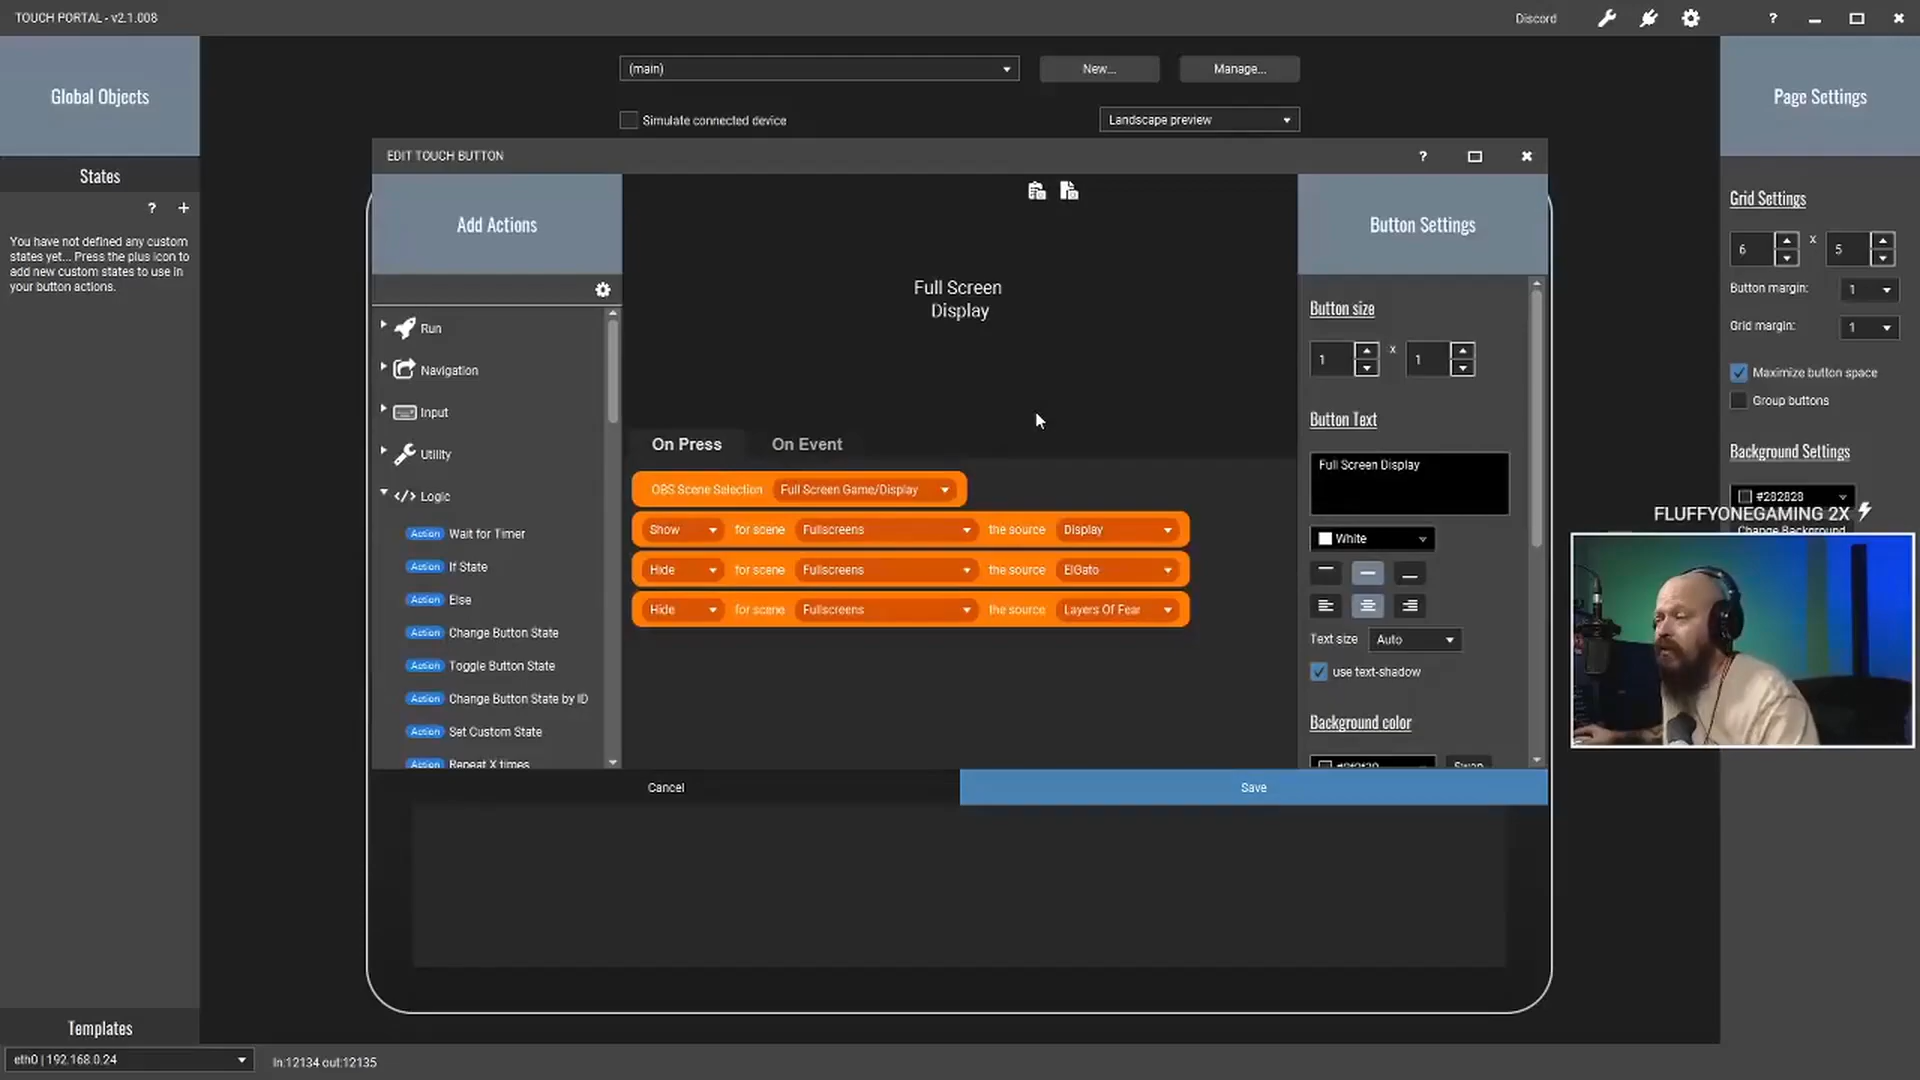 TOUCH PORTAL - v2.1.008
Discord
?
Global Objects
(main)
New...
Manage...
Page Settings
Simulate connected device
Landscape preview
States
? +
You have not defined any custom
states yet... Press the plus icon to
add new custom states to use in
your button actions.
EDIT TOUCH BUTTON
?
Add Actions
Run
Navigation
Input
Utility
</> Logic
Action Wait for Timer
Action If State
Action Else
Action Change Button State
Action Toggle Button State
Action Change Button State by ID
Action Set Custom State
Action Repeat X times
Full Screen
Display
On Press
On Event
OBS Scene Selection Full Screen Game/Display
Show for scene Fullscreens the source Display
Hide for scene Fullscreens the source ElGato
Hide for scene Fullscreens the source Layers Of Fear
Button Settings
Button size
1 x 1
Button Text
Full Screen Display
White
Text size Auto
use text-shadow
Background color
Swap
Cancel
Save
Grid Settings
6 x 5
Button margin: 1
Grid margin: 1
Maximize button space
Group buttons
Background Settings
#282828
FLUFFYONEGAMING 2X
Change Background
Templates
eth0 | 192.168.0.24
In:12134 out:12135